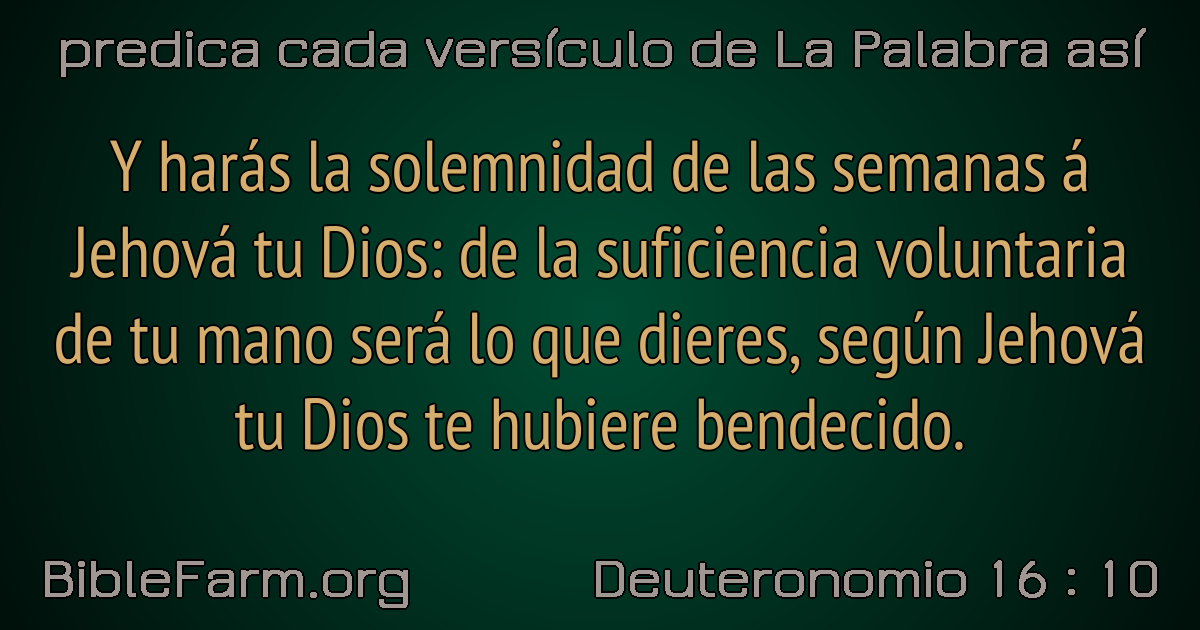 predica cada versículo de La Palabra así
Y harás la solemnidad de las semanas á
Jehová tu Dios: de la suficiencia voluntaria
de tu mano será lo que dieres, según Jehová
tu Dios te hubiere bendecido.
BibleFarm.org
Deuteronomio 16 : 10